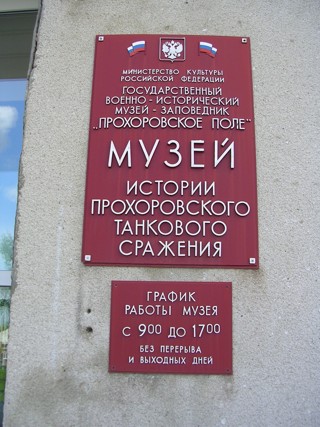 МИНИСТЕРСТВО КУЛЬТУРЫ
РОССИЙСКОЙ ФЕДЕРАЦИИ
ГОСУДАРСТВЕННЫЙ
ВОЕННО - ИСТОРИЧЕСКИЙ
МУЗЕЙ - ЗАПОВЕДНИК
„ПРОХОРОВСКОЕ ПОЛЕ"
МУЗЕЙ
ИСТОРИИ
ПРОХОРОВСКОГО
ТАНКОВОГО
СРАЖЕНИЯ
ГРАФИК
РАБОТЫ МУЗЕЯ
С 900 ДО 1700
БЕЗ ПЕРЕРЫВА
И ВЫХОДНЫХ ДНЕЙ